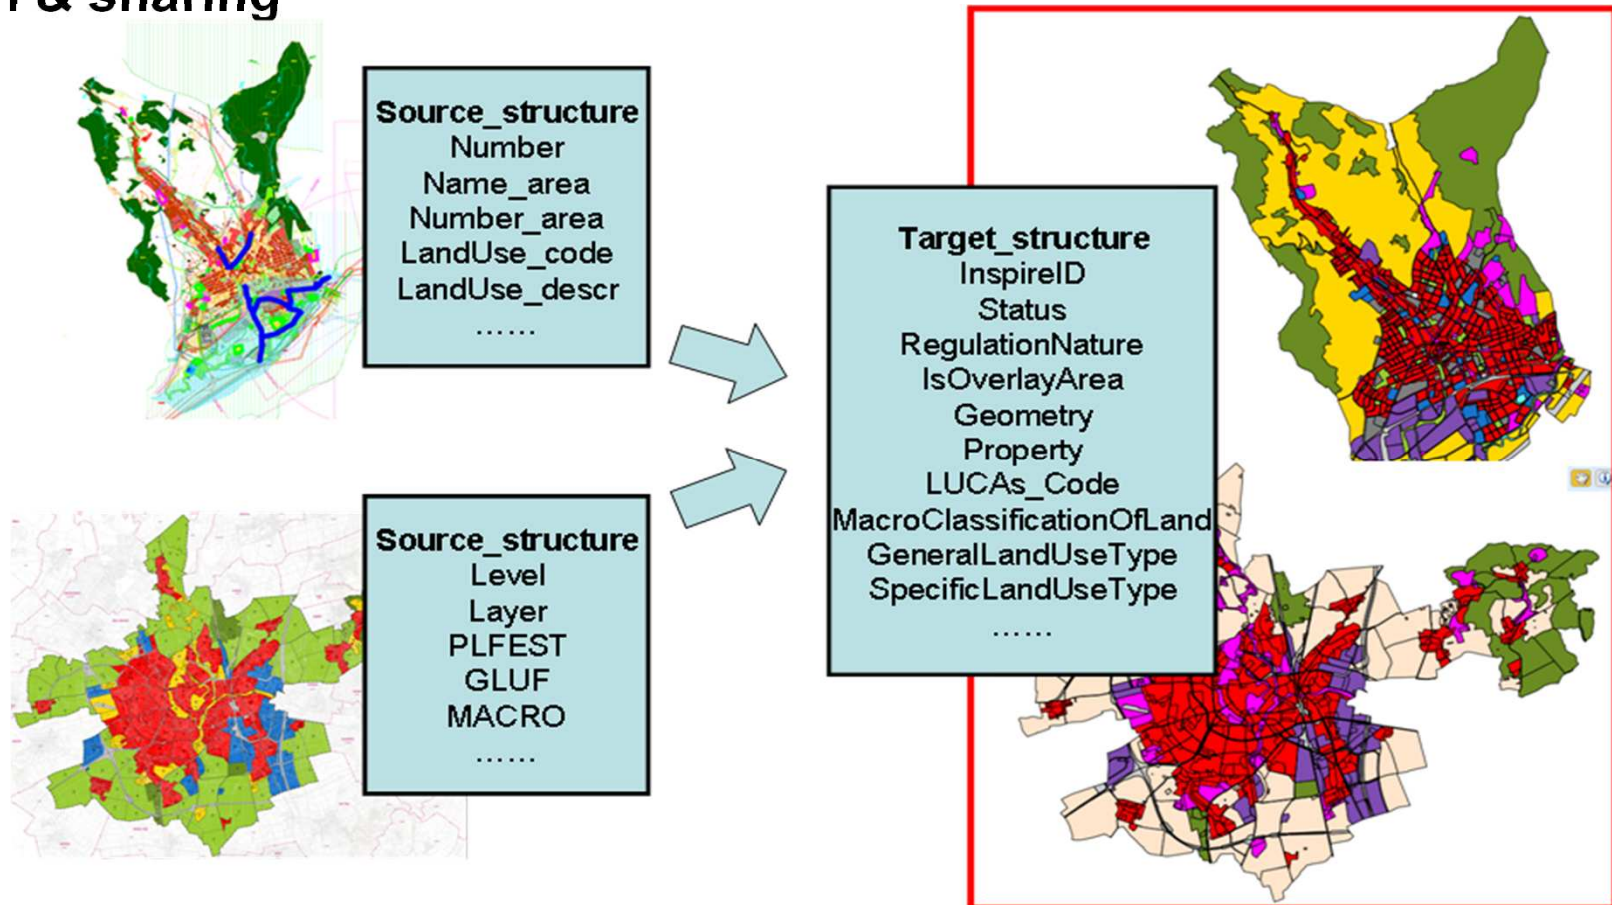 & sharing
Source_structure
Number
Name_area
Number_area
LandUse_code
LandUse_descr
......
Source_structure
Level
Layer
PLFEST
GLUF
MACRO
......
Target_structure
InspireID
Status
RegulationNature
IsOverlayArea
Geometry
Property
LUCAs_Code
MacroClassificationOfLand
GeneralLandUseType
SpecificLandUseType
......